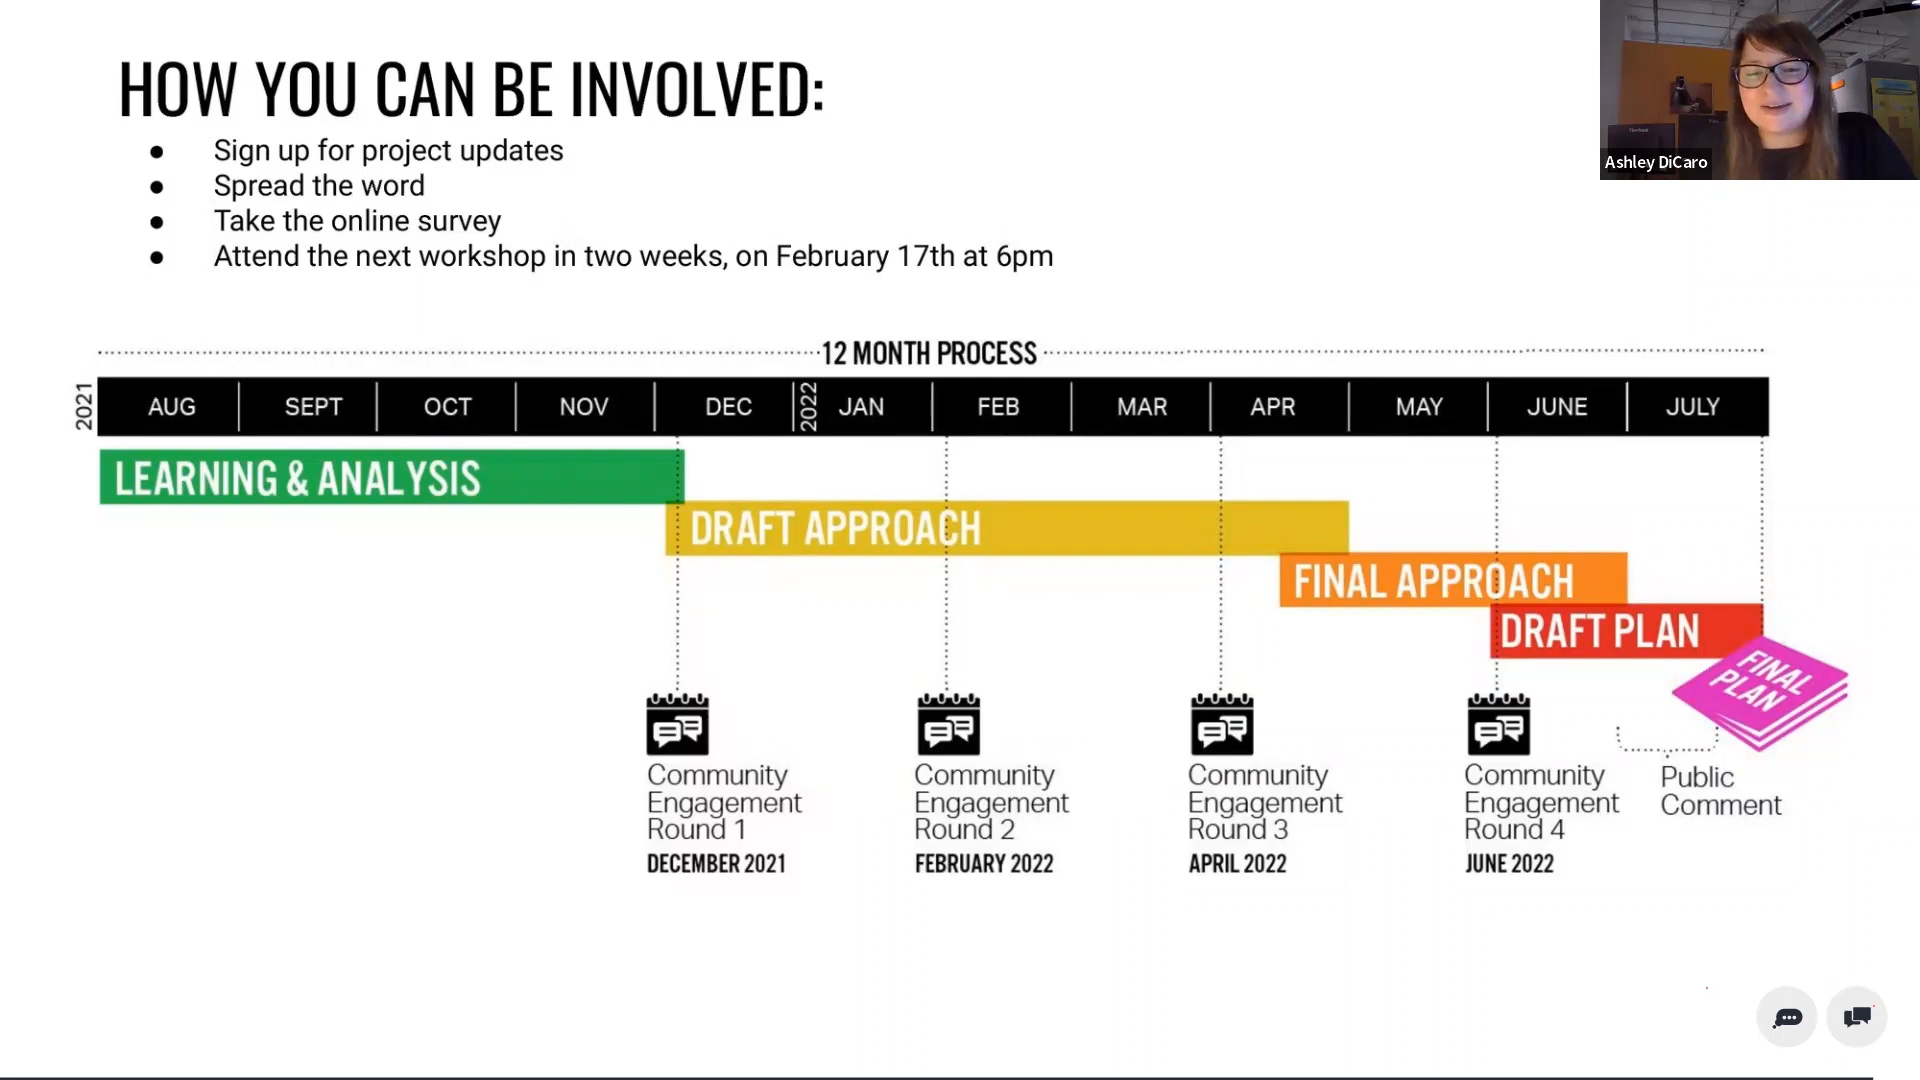 HOW YOU CAN BE INVOLVED:
● Sign up for project updates
● Spread the word
● Take the online survey
● Attend the next workshop in two weeks, on February 17th at 6pm
Ashley DiCaro
12 MONTH PROCESS
2021 AUG SEPT OCT NOV DEC 2022 JAN FEB MAR APR MAY JUNE JULY
LEARNING & ANALYSIS
DRAFT APPROACH
FINAL APPROACH
DRAFT PLAN
FINAL
PLAN
Community
Engagement
Round 1
DECEMBER 2021
Community
Engagement
Round 2
FEBRUARY 2022
Community
Engagement
Round 3
APRIL 2022
Community
Engagement
Round 4
JUNE 2022
Public
Comment